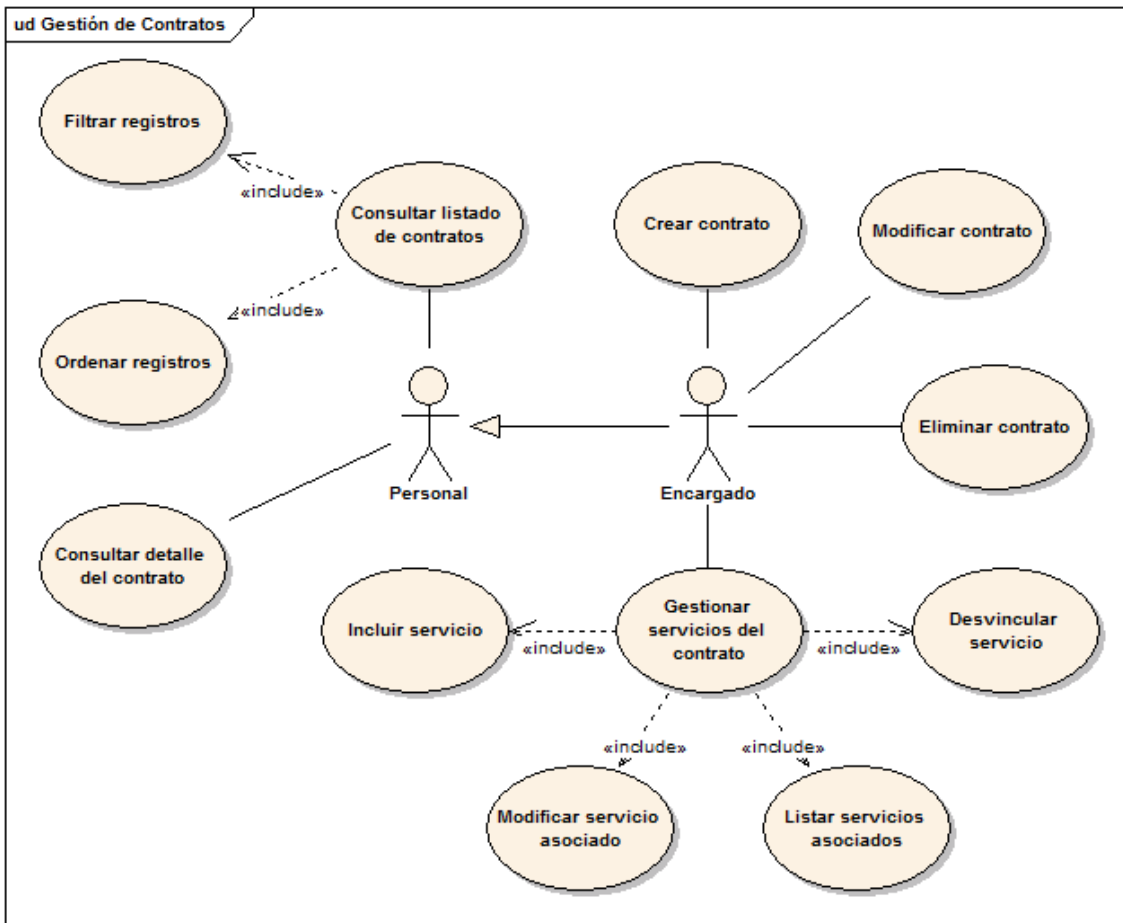 ud Gestión de Contratos
Filtrar registros
«include»
Consultar listado
de contratos
Crear contrato
Modificar contrato
«include»
Ordenar registros
Eliminar contrato
Personal
Encargado
Consultar detalle
del contrato
Incluir servicio
«include»
Gestionar
servicios del
contrato
«include»
Desvincular
servicio
«include»
«include»
Modificar servicio
asociado
Listar servicios
asociados